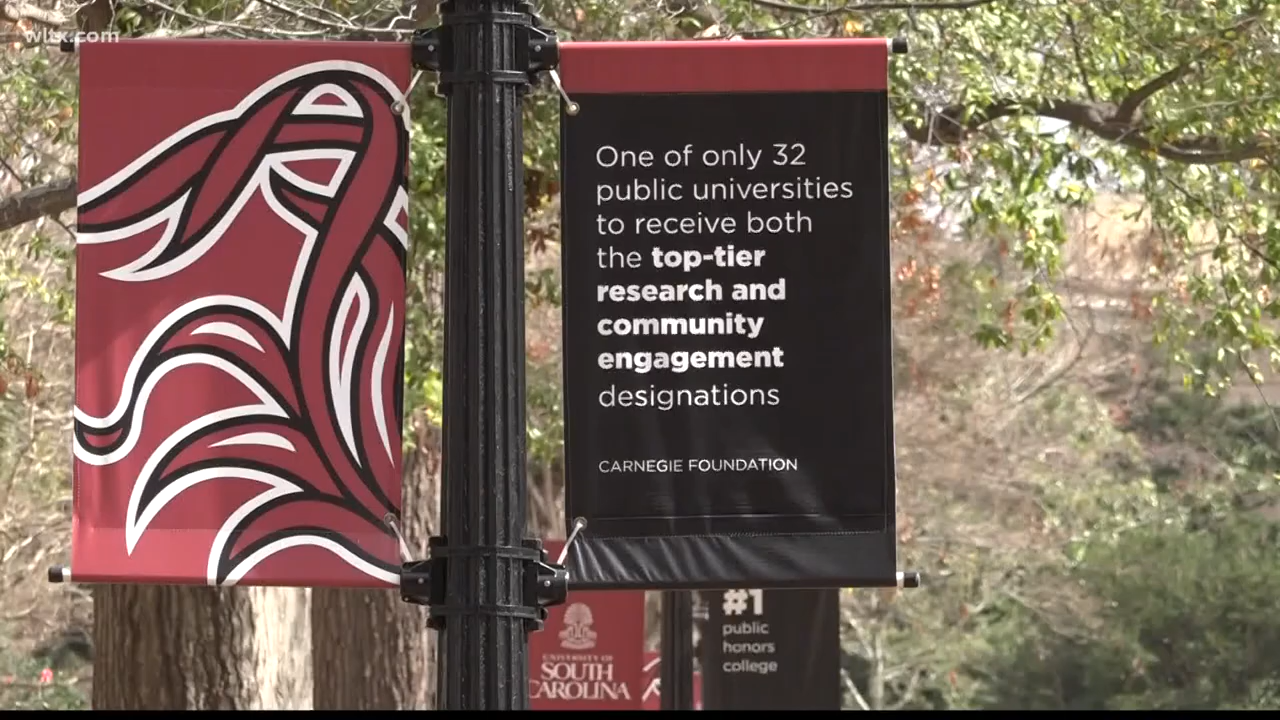 wltx.com
One of only 32
public universities
to receive both
the top-tier
research and
community
engagement
designations
CARNEGIE FOUNDATION
UNIVERSITY OF
SOUTH
CAROLINA
#1
public
honors
college